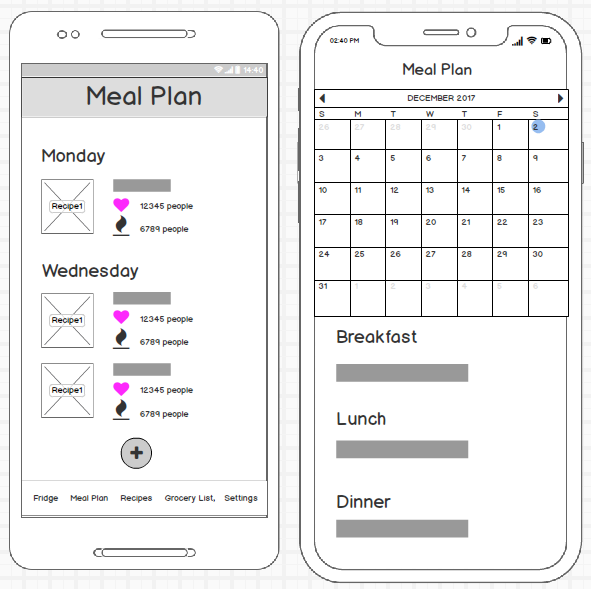 14:40
Meal Plan
Monday
Recipe1
12345 people
6789 people
Wednesday
Recipe1
12345 people
6789 people
Recipe1
12345 people
6789 people
Fridge Meal Plan Recipes Grocery List, Settings
02:40 PM
Meal Plan
DECEMBER 2017
S M T W T F S
26 27 28 29 30 1 2
3 4 5 6 7 8 9
10 11 12 13 14 15 16
17 18 19 20 21 22 23
24 25 26 27 28 29 30
31 1 2 3 4 5 6
Breakfast
Lunch
Dinner